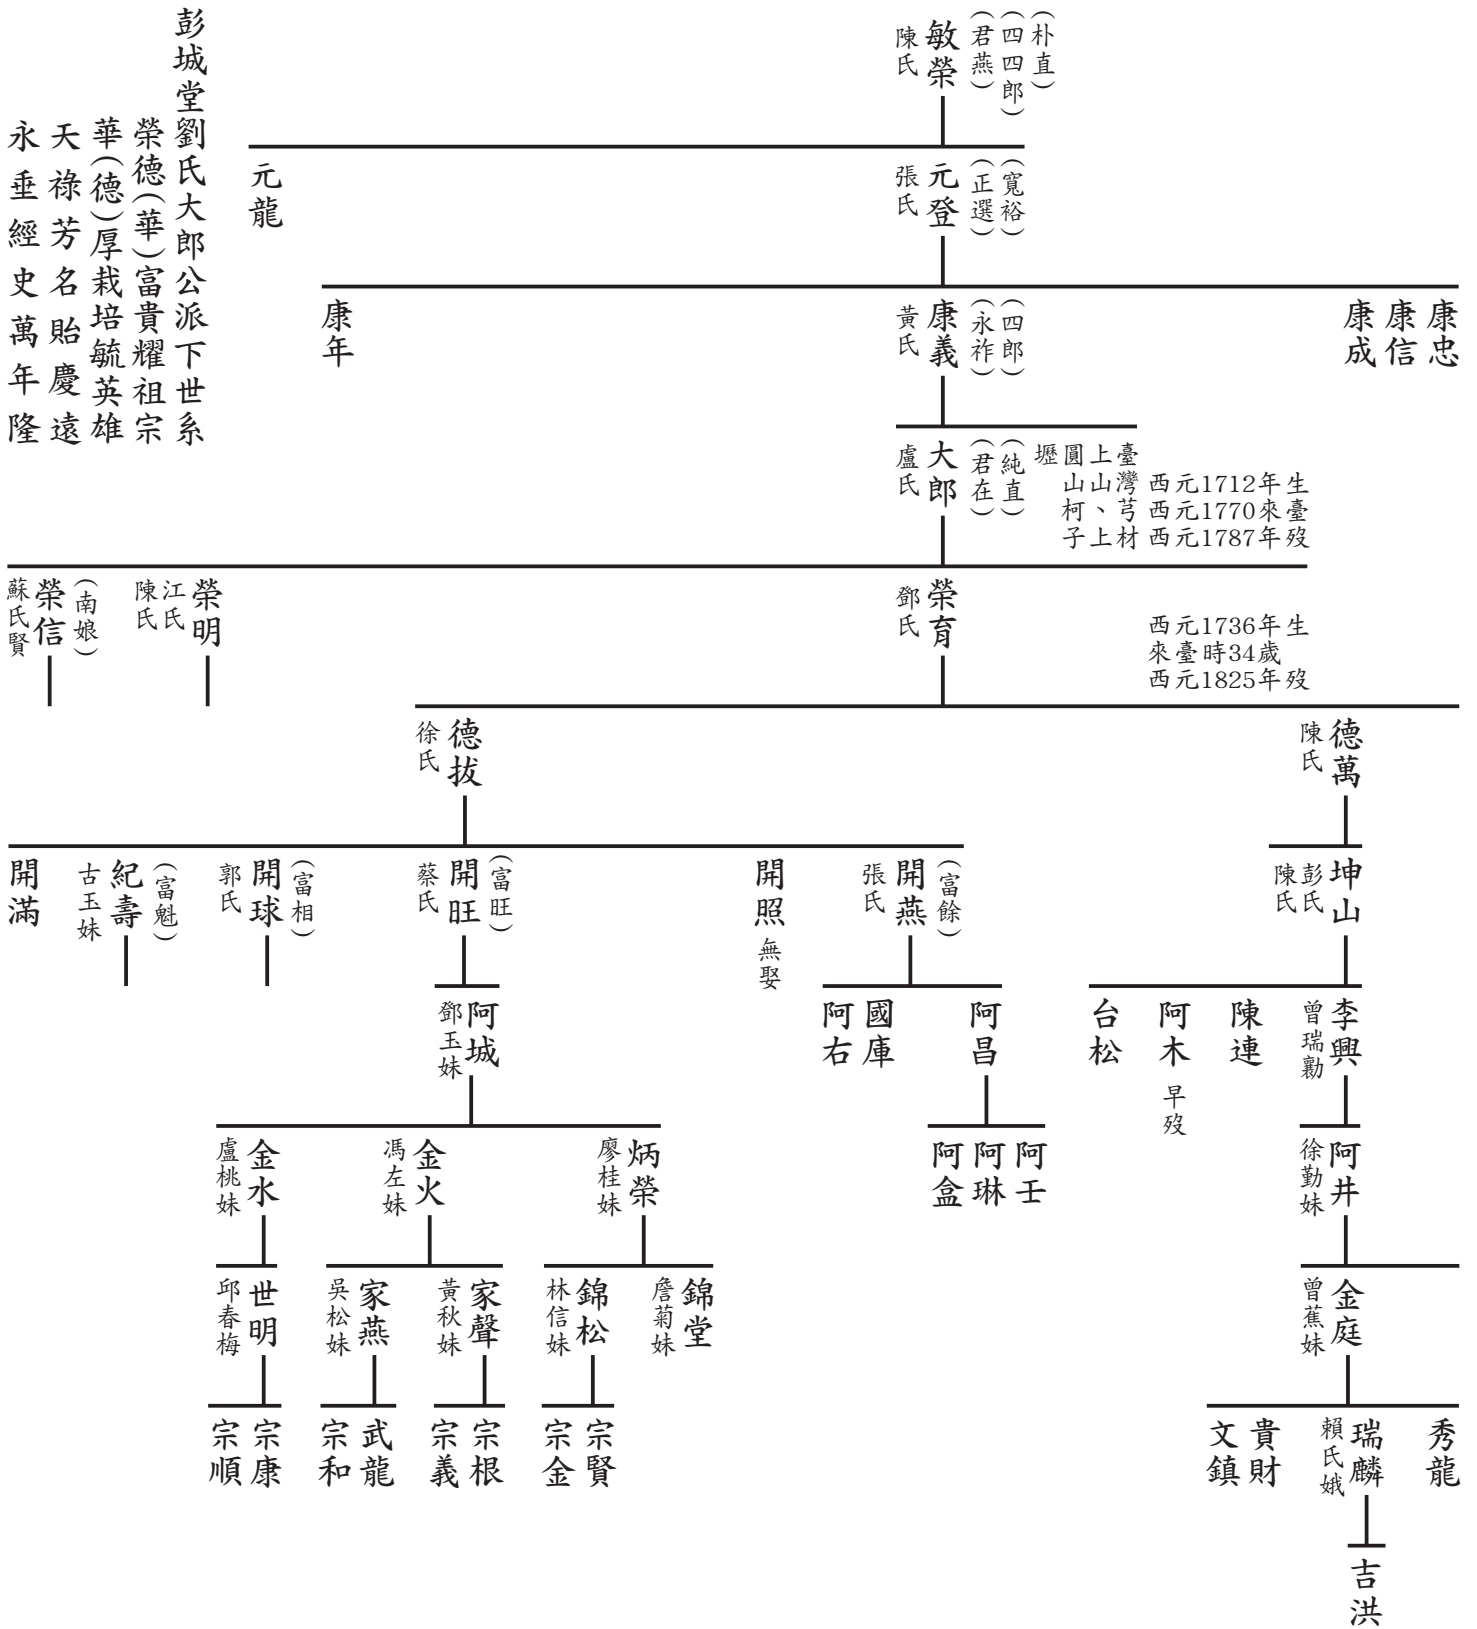 彭城堂劉氏大郎公派下世系
榮德(華)富貴耀祖宗
華(德)厚栽培毓英雄
天祿芳名貽慶遠
永垂經史萬年隆
(朴直)
(四四郎)
(君燕)
敏榮
陳氏
(寬裕)
(正選)
元登
張氏
元龍
康忠
康信
康成
(四郎)
(永祚)
康義
黃氏
康年
臺灣芎材
上山、上
圓山柯子
壢
西元1712年生
西元1770來臺
西元1787年歿
(純直)
(君在)
大郎
盧氏
西元1736年生
來臺時34歲
西元1825年歿
榮育
鄧氏
榮明
江氏
陳氏
(南娘)
榮信
蘇氏賢
德萬
陳氏
德拔
徐氏
坤山
彭氏
陳氏
(富餘)
開燕
張氏
開照
無娶
(富旺)
開旺
蔡氏
(富相)
開球
郭氏
(富魁)
紀壽
古玉妹
開滿
李興
曾瑞勷
陳連
阿木
早歿
台松
阿昌
國庫
阿右
阿城
鄧玉妹
阿井
徐勤妹
阿壬
阿琳
阿盒
炳榮
廖桂妹
金火
馮左妹
金水
盧桃妹
金庭
曾蕉妹
錦堂
詹菊妹
錦松
林信妹
家聲
黃秋妹
家燕
吳松妹
世明
邱春梅
秀龍
瑞麟
賴氏娥
貴財
文鎮
宗賢
宗金
宗根
宗義
武龍
宗和
宗康
宗順
吉洪